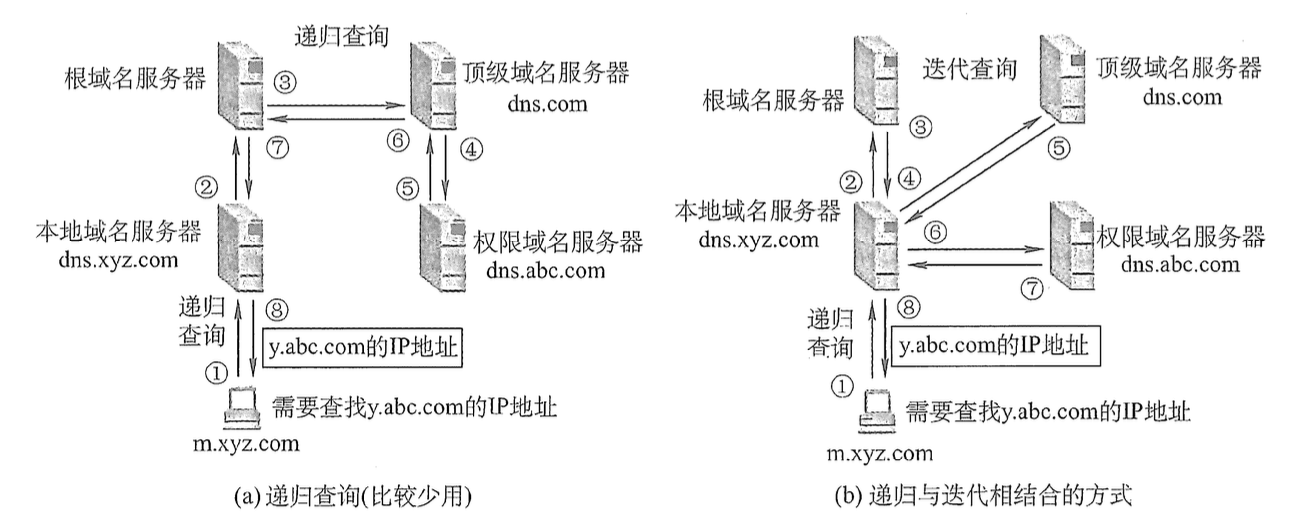 递归查询
根域名服务器
③
顶级域名服务器
dns.com
⑦
⑥
④
②
⑤
本地域名服务器
dns.xyz.com
权限域名服务器
dns.abc.com
递归
查询
⑧
y.abc.com的IP地址
①
需要查找y.abc.com的IP地址
m.xyz.com
(a) 递归查询(比较少用)
迭代查询
顶级域名服务器
dns.com
根域名服务器
③
⑤
②
④
本地域名服务器
dns.xyz.com
⑥
权限域名服务器
dns.abc.com
⑦
递归
查询
⑧
y.abc.com的IP地址
①
需要查找y.abc.com的IP地址
m.xyz.com
(b) 递归与迭代相结合的方式